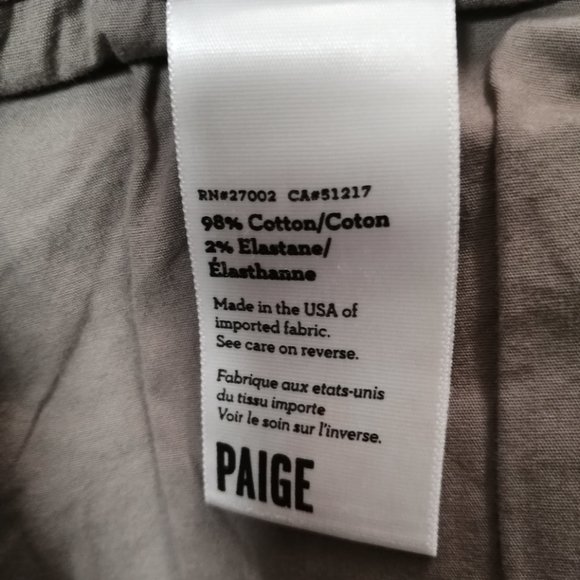 RN#27002 CA#51217
98% Cotton/Coton
2% Elastane/
Élasthanne
Made in the USA of
imported fabric.
See care on reverse.
Fabrique aux etats-unis
du tissu importe
Voir le soin sur l'inverse.
PAIGE